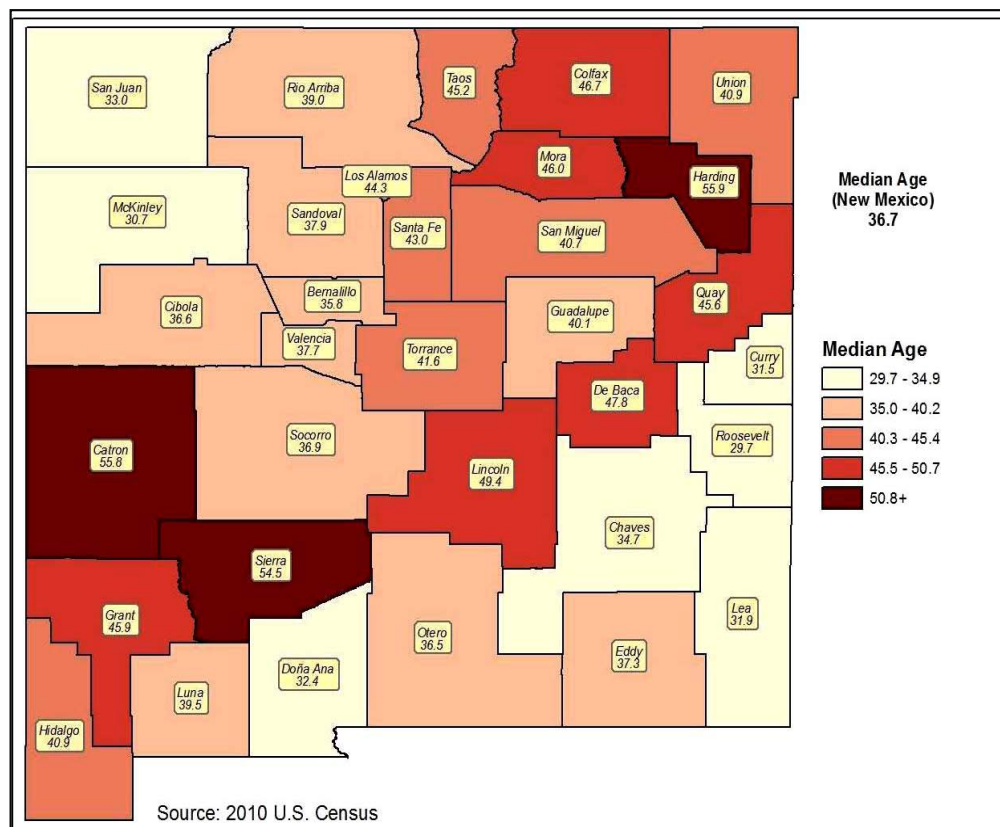 San Juan
33.0
Rio Arriba
39.0
Taos
45.2
Colfax
46.7
Union
40.9
Mora
46.0
Harding
55.9
Los Alamos
44.3
McKinley
30.7
Sandoval
37.9
Santa Fe
43.0
San Miguel
40.7
Median Age
(New Mexico)
36.7
Cibola
36.6
Bernalillo
35.8
Valencia
37.7
Torrance
41.6
Guadalupe
40.1
Quay
45.6
Curry
31.5
De Baca
47.8
Roosevelt
29.7
Catron
55.8
Socorro
36.9
Lincoln
49.4
Chaves
34.7
Sierra
54.5
Grant
45.9
Otero
36.5
Eddy
37.3
Lea
31.9
Doña Ana
32.4
Luna
39.5
Hidalgo
40.9
Median Age
29.7 - 34.9
35.0 - 40.2
40.3 - 45.4
45.5 - 50.7
50.8+
Source: 2010 U.S. Census